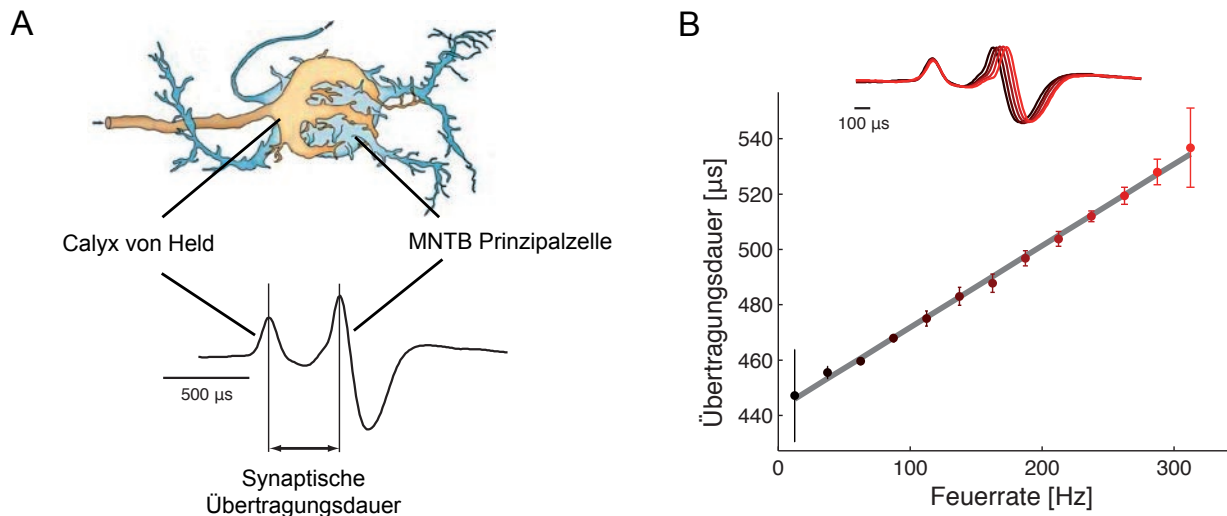 A
Calyx von Held
MNTB Prinzipalzelle
500 µs
Synaptische
Übertragungsdauer
B
100 µs
Übertragungsdauer [µs]
540
520
500
480
460
440
0
100
200
300
Feuerrate [Hz]